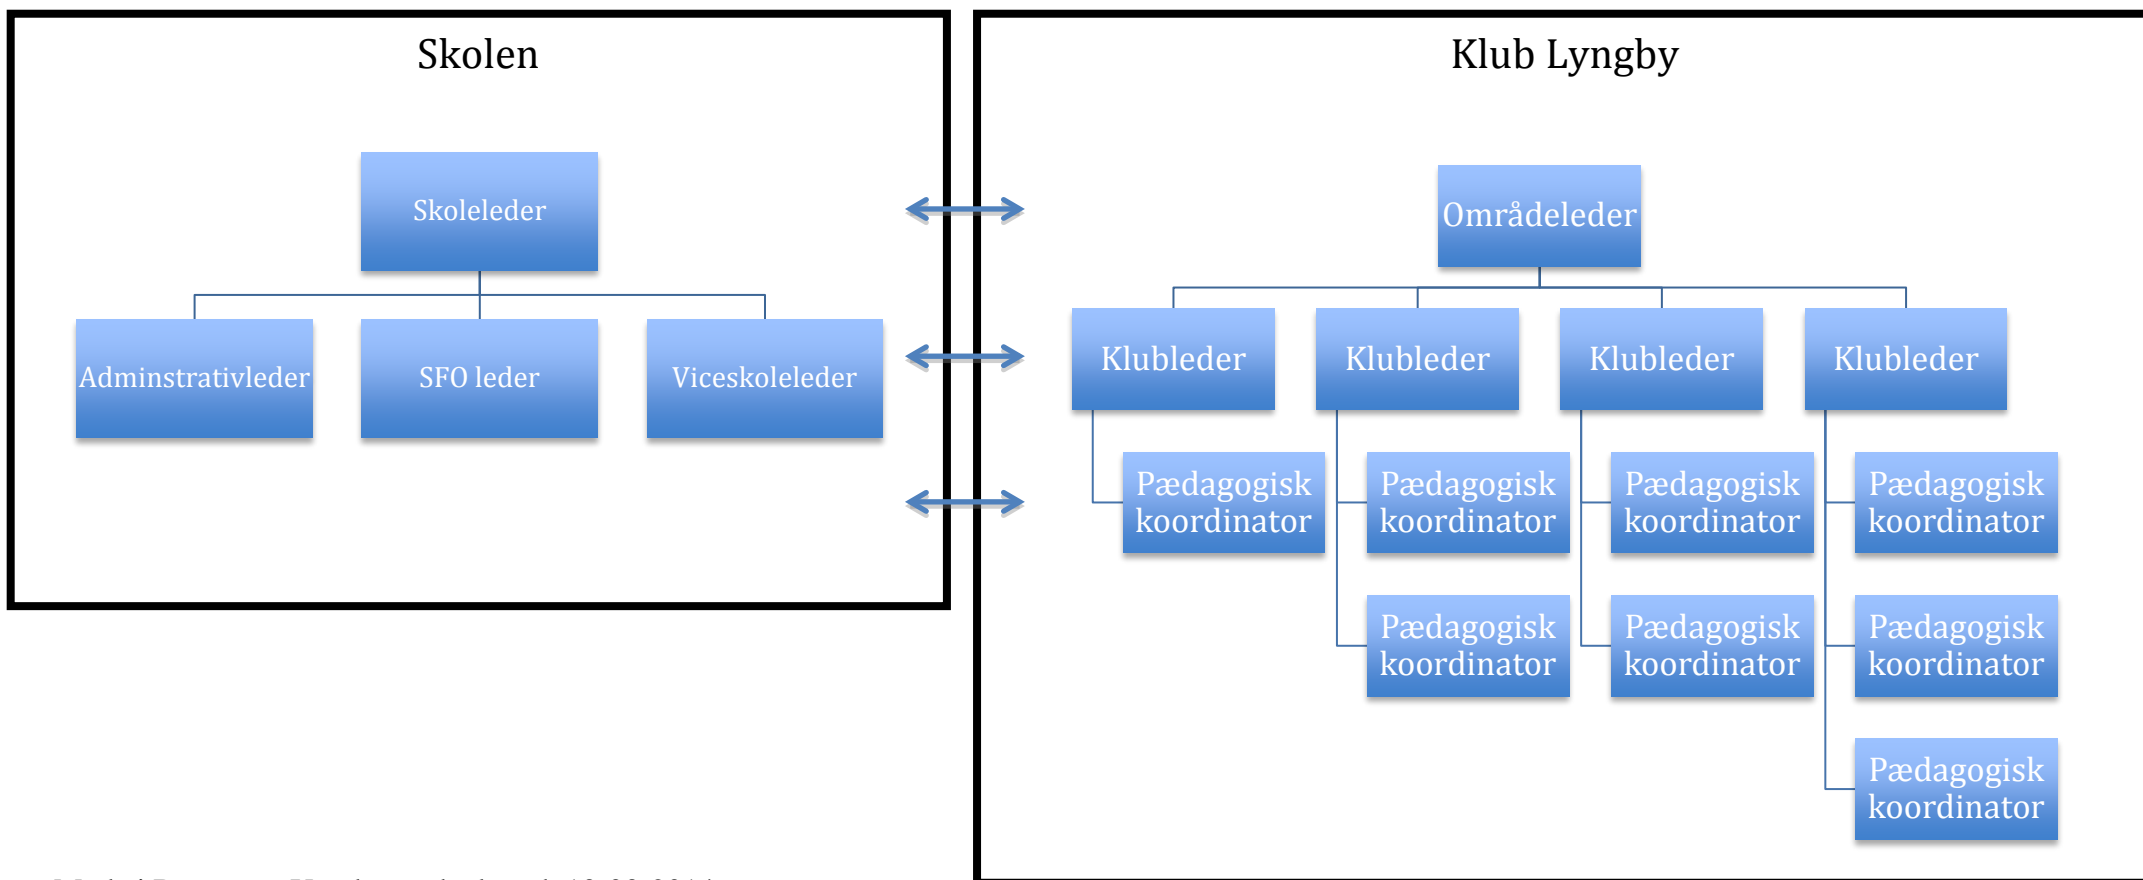 Skolen
Skoleleder
Adminstrativleder
SFO leder
Viceskoleleder
Klub Lyngby
Områdeleder
Klubleder
Klubleder
Klubleder
Klubleder
Pædagogisk
koordinator
Pædagogisk
koordinator
Pædagogisk
koordinator
Pædagogisk
koordinator
Pædagogisk
koordinator
Pædagogisk
koordinator
Pædagogisk
koordinator
Pædagogisk
koordinator